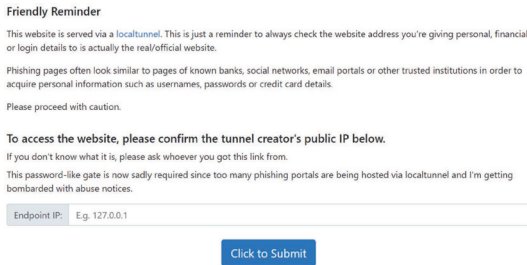 Friendly Reminder
This website is served via a localtunnel. This is just a reminder to always check the website address you're giving personal, financial,
or login details to is actually the real/official website.
Phishing pages often look similar to pages of known banks, social networks, email portals or other trusted institutions in order to
acquire personal information such as usernames, passwords or credit card details.
Please proceed with caution.
To access the website, please confirm the tunnel creator's public IP below.
If you don't know what it is, please ask whoever you got this link from.
This password-like gate is now sadly required since too many phishing portals are being hosted via localtunnel and I'm getting
bombarded with abuse notices.
Endpoint IP: E.g. 127.0.0.1
Click to Submit